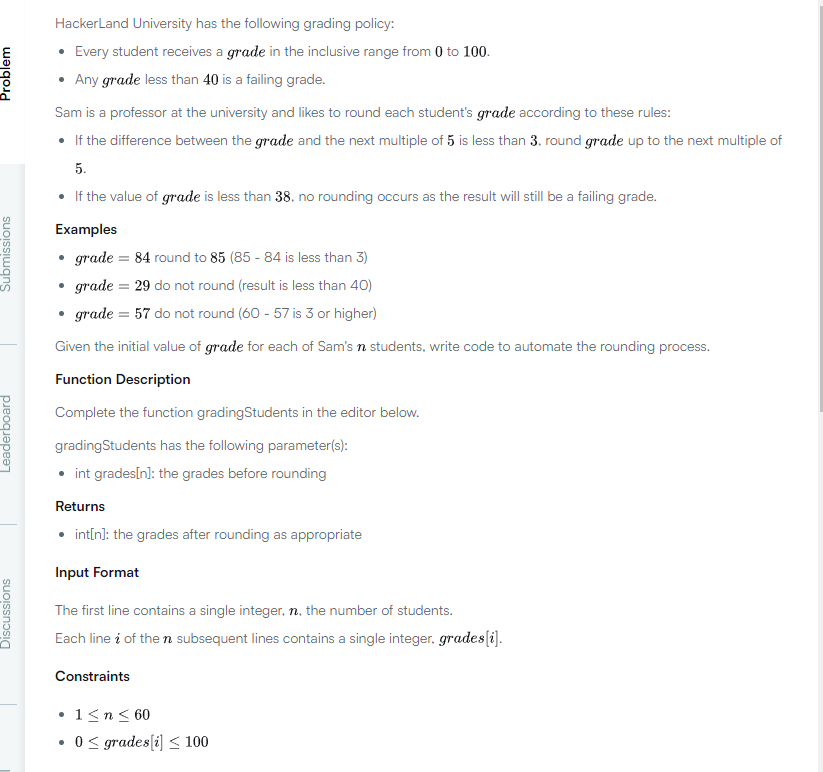 HackerLand University has the following grading policy:
• Every student receives a grade in the inclusive range from 0 to 100.
• Any grade less than 40 is a failing grade.
Sam is a professor at the university and likes to round each student's grade according to these rules:
• If the difference between the grade and the next multiple of 5 is less than 3, round grade up to the next multiple of
5.
• If the value of grade is less than 38, no rounding occurs as the result will still be a failing grade.
Examples
• grade = 84 round to 85 (85 - 84 is less than 3)
• grade = 29 do not round (result is less than 40)
• grade = 57 do not round (60 - 57 is 3 or higher)
Given the initial value of grade for each of Sam's n students, write code to automate the rounding process.
Function Description
Complete the function gradingStudents in the editor below.
gradingStudents has the following parameter(s):
• int grades[n]: the grades before rounding
Returns
• int[n]: the grades after rounding as appropriate
Input Format
The first line contains a single integer, n, the number of students.
Each line i of the n subsequent lines contains a single integer, grades[i].
Constraints
• 1 ≤ n ≤ 60
• 0 ≤ grades[i] ≤ 100
Problem
Submissions
Leaderboard
Discussions